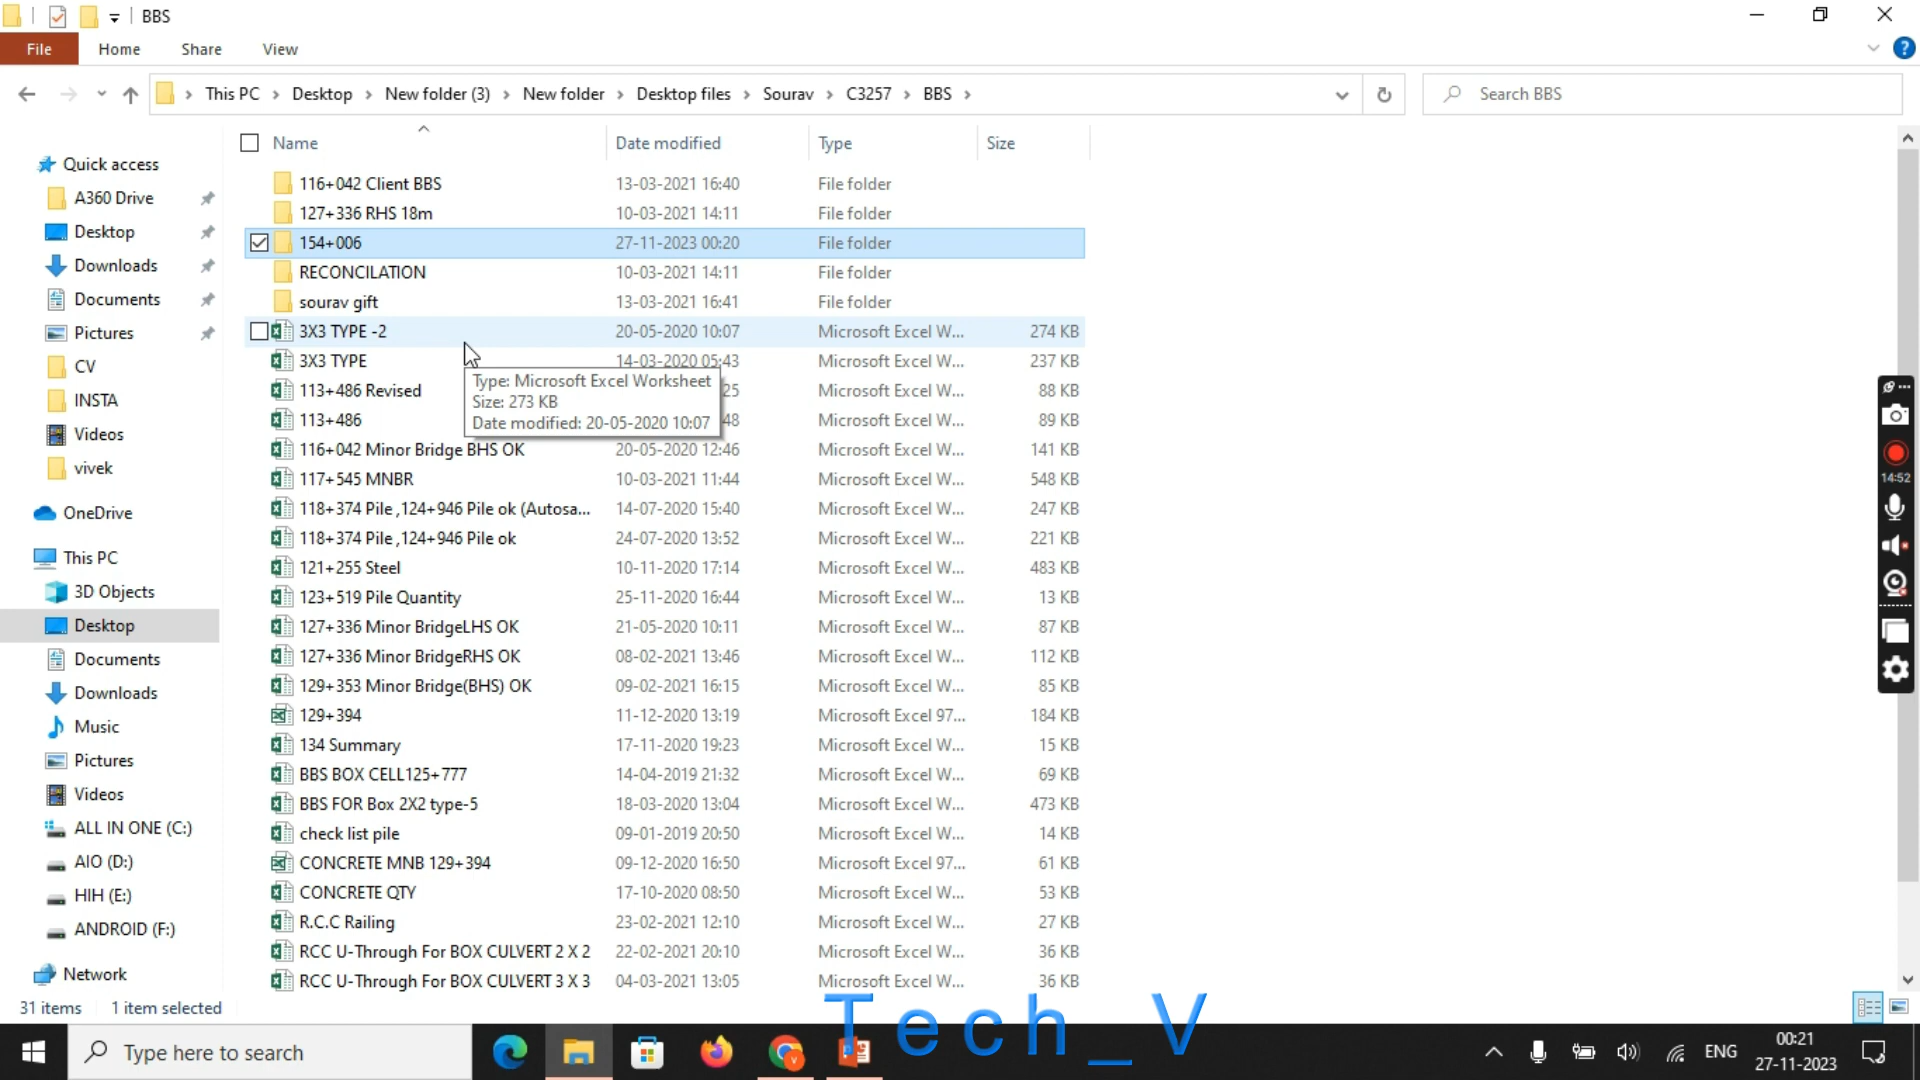 BBS
File Home Share View
This PC Desktop New folder (3) New folder Desktop files Sourav C3257 BBS Search BBS
Name Date modified Type Size
Quick access
A360 Drive
Desktop
Downloads
Documents
Pictures
CV
INSTA
Videos
vivek
OneDrive
This PC
3D Objects
Desktop
Documents
Downloads
Music
Pictures
Videos
ALL IN ONE (C:)
AIO (D:)
HIH (E:)
ANDROID (F:)
Network
116+042 Client BBS 13-03-2021 16:40 File folder
127+336 RHS 18m 10-03-2021 14:11 File folder
154+006 27-11-2023 00:20 File folder
RECONCILATION 10-03-2021 14:11 File folder
sourav gift 13-03-2021 16:41 File folder
3X3 TYPE -2 20-05-2020 10:07 Microsoft Excel W... 274 KB
3X3 TYPE 14-03-2020 05:43 Microsoft Excel W... 237 KB
113+486 Revised 25 Microsoft Excel W... 88 KB
113+486 48 Microsoft Excel W... 89 KB
Type: Microsoft Excel Worksheet
Size: 273 KB
Date modified: 20-05-2020 10:07
116+042 Minor Bridge BHS OK 20-05-2020 12:46 Microsoft Excel W... 141 KB
117+545 MNBR 10-03-2021 11:44 Microsoft Excel W... 548 KB
118+374 Pile ,124+946 Pile ok (Autosa... 14-07-2020 15:40 Microsoft Excel W... 247 KB
118+374 Pile ,124+946 Pile ok 24-07-2020 13:52 Microsoft Excel W... 221 KB
121+255 Steel 10-11-2020 17:14 Microsoft Excel W... 483 KB
123+519 Pile Quantity 25-11-2020 16:44 Microsoft Excel W... 13 KB
127+336 Minor BridgeLHS OK 21-05-2020 10:11 Microsoft Excel W... 87 KB
127+336 Minor BridgeRHS OK 08-02-2021 13:46 Microsoft Excel W... 112 KB
129+353 Minor Bridge(BHS) OK 09-02-2021 16:15 Microsoft Excel W... 85 KB
129+394 11-12-2020 13:19 Microsoft Excel 97... 184 KB
134 Summary 17-11-2020 19:23 Microsoft Excel W... 15 KB
BBS BOX CELL125+777 14-04-2019 21:32 Microsoft Excel W... 69 KB
BBS FOR Box 2X2 type-5 18-03-2020 13:04 Microsoft Excel W... 473 KB
check list pile 09-01-2019 20:50 Microsoft Excel W... 14 KB
CONCRETE MNB 129+394 09-12-2020 16:50 Microsoft Excel 97... 61 KB
CONCRETE QTY 17-10-2020 08:50 Microsoft Excel W... 53 KB
R.C.C Railing 23-02-2021 12:10 Microsoft Excel W... 27 KB
RCC U-Through For BOX CULVERT 2 X 2 22-02-2021 20:10 Microsoft Excel W... 36 KB
RCC U-Through For BOX CULVERT 3 X 3 04-03-2021 13:05 Microsoft Excel W... 36 KB
14:52
31 items 1 item selected
Tech_V
Type here to search
ENG
00:21
27-11-2023